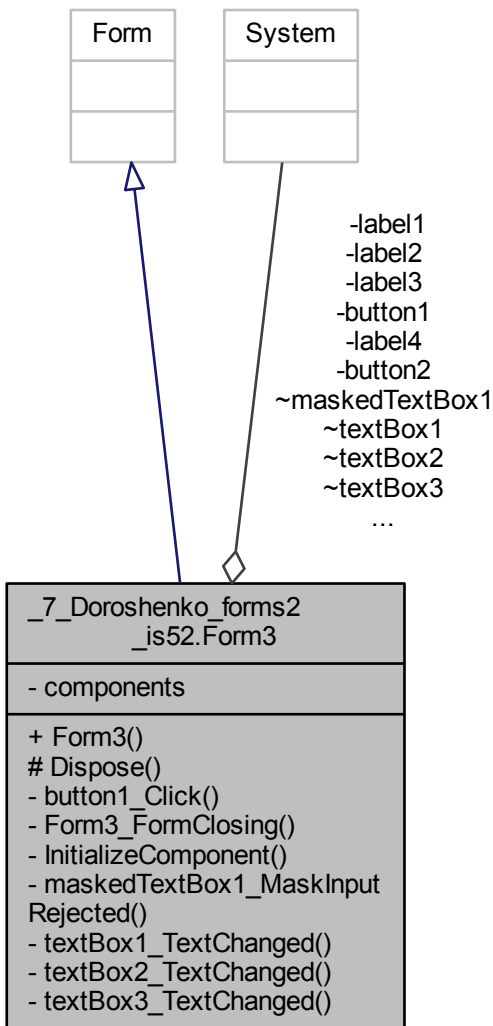 Form
System
-label1
-label2
-label3
-button1
-label4
-button2
~maskedTextBox1
~textBox1
~textBox2
~textBox3
...
_7_Doroshenko_forms2
_is52.Form3
- components
+ Form3()
# Dispose()
- button1_Click()
- Form3_FormClosing()
- InitializeComponent()
- maskedTextBox1_MaskInput
Rejected()
- textBox1_TextChanged()
- textBox2_TextChanged()
- textBox3_TextChanged()